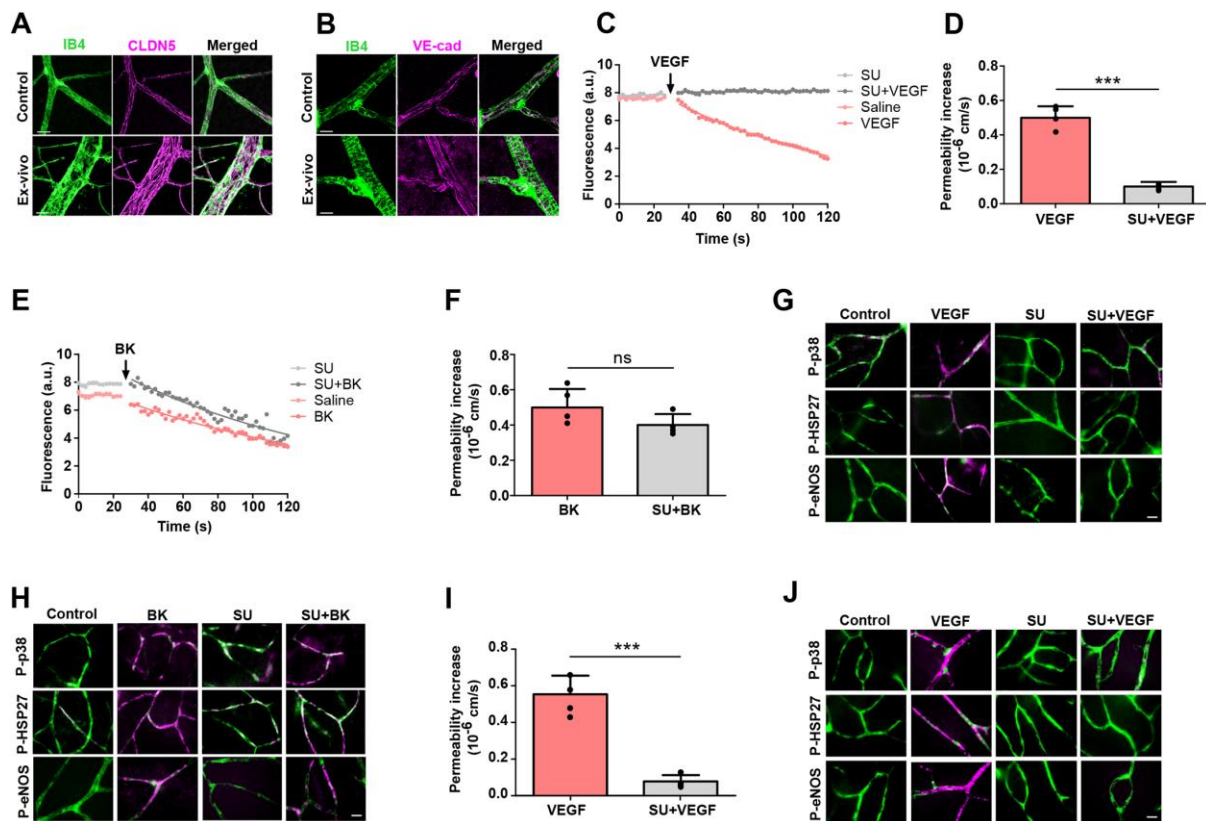 A
IB4 CLDN5 Merged
Control
Ex-vivo
B
IB4 VE-cad Merged
Control
Ex-vivo
C
VEGF
SU
SU+VEGF
Saline
VEGF
Fluorescence (a.u.)
10
8
6
4
2
0
0 20 40 60 80 100 120
Time (s)
D
***
Permeability increase
(10-6 cm/s)
0.8
0.6
0.4
0.2
0.0
VEGF SU+VEGF
E
BK
SU
SU+BK
Saline
BK
Fluorescence (a.u.)
10
8
6
4
2
0
0 20 40 60 80 100 120
Time (s)
F
ns
Permeability increase
(10-6 cm/s)
0.8
0.6
0.4
0.2
0.0
BK SU+BK
G
Control VEGF SU SU+VEGF
P-p38
P-HSP27
P-eNOS
H
Control BK SU SU+BK
P-p38
P-HSP27
P-eNOS
I
***
Permeability increase
(10-6 cm/s)
0.8
0.6
0.4
0.2
0.0
VEGF SU+VEGF
J
Control VEGF SU SU+VEGF
P-p38
P-HSP27
P-eNOS